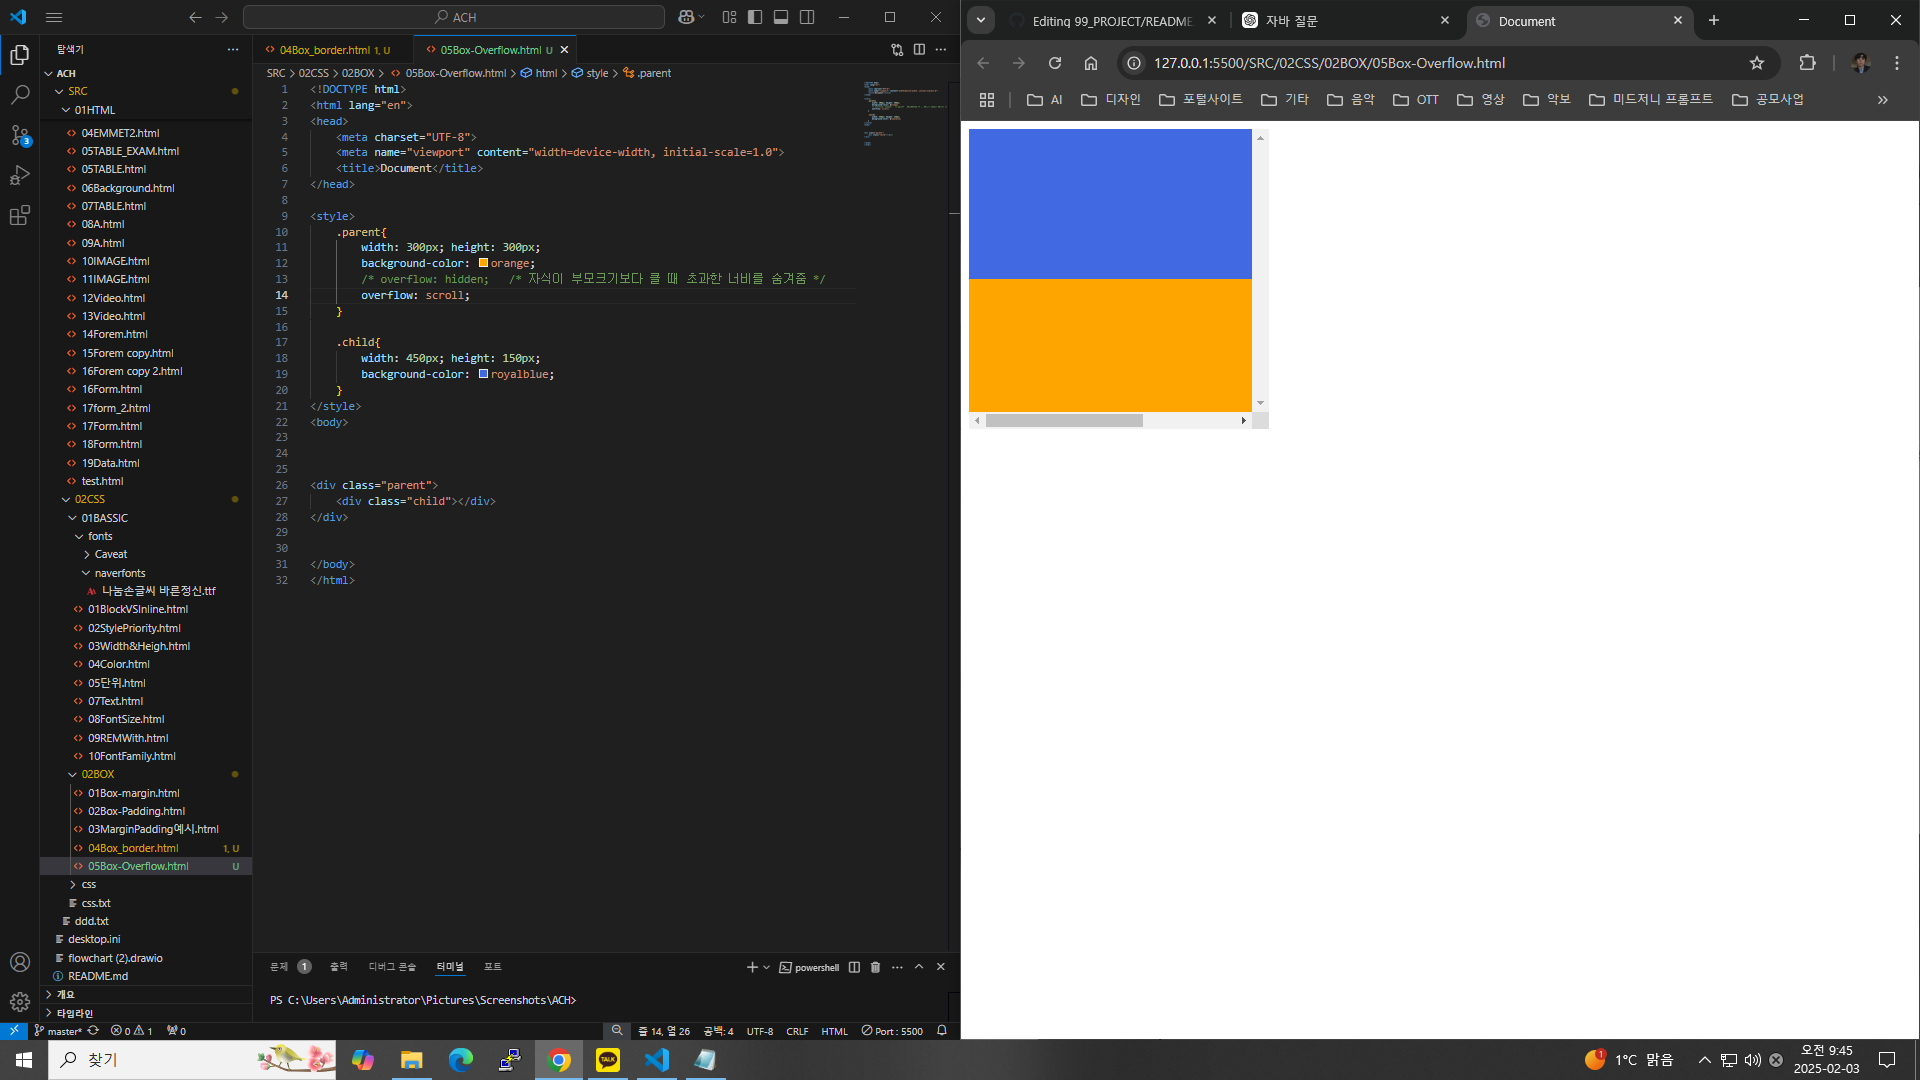 ACH
탐색기
ACH
SRC
01HTML
04EMMET2.html
05TABLE_EXAM.html
05TABLE.html
06Background.html
07TABLE.html
08A.html
09A.html
10IMAGE.html
11IMAGE.html
12Video.html
13Video.html
14Forem.html
15Forem copy.html
16Forem copy 2.html
16Form.html
17form_2.html
17Form.html
18Form.html
19Data.html
test.html
02CSS
01BASSIC
fonts
Caveat
naverfonts
나눔손글씨 바른정신.ttf
01BlockVSInline.html
02StylePriority.html
03Width&Heigh.html
04Color.html
05단위.html
07Text.html
08FontSize.html
09REMWith.html
10FontFamily.html
02BOX
01Box-margin.html
02Box-Padding.html
03MarginPadding예시.html
04Box_border.html 1, U
05Box-Overflow.html U
css
css.txt
ddd.txt
desktop.ini
flowchart (2).drawio
README.md
개요
타임라인
3
04Box_border.html 1, U
05Box-Overflow.html U
SRC > 02CSS > 02BOX > 05Box-Overflow.html > html > style > .parent
1 <!DOCTYPE html>
2 <html lang="en">
3 <head>
4 <meta charset="UTF-8">
5 <meta name="viewport" content="width=device-width, initial-scale=1.0">
6 <title>Document</title>
7 </head>
8
9 <style>
10 .parent{
11 width: 300px; height: 300px;
12 background-color: orange;
13 /* overflow: hidden; /* 자식이 부모크기보다 클 때 초과한 너비를 숨겨줌 */
14 overflow: scroll;
15 }
16
17 .child{
18 width: 450px; height: 150px;
19 background-color: royalblue;
20 }
21 </style>
22 <body>
23
24
25
26 <div class="parent">
27 <div class="child"></div>
28 </div>
29
30
31 </body>
32 </html>
문제 1 출력 디버그 콘솔 터미널 포트
powershell
PS C:\Users\Administrator\Pictures\Screenshots\ACH>
master* 0 1 0
줄 14, 열 26 공백: 4 UTF-8 CRLF HTML Port : 5500
Editing 99_PROJECT/README
자바 질문
Document
127.0.0.1:5500/SRC/02CSS/02BOX/05Box-Overflow.html
AI 디자인 포털사이트 기타 음악 OTT 영상 악보 미드저니 프롬프트 공모사업
찾기
TALK
1
1°C 맑음
오전 9:45
2025-02-03